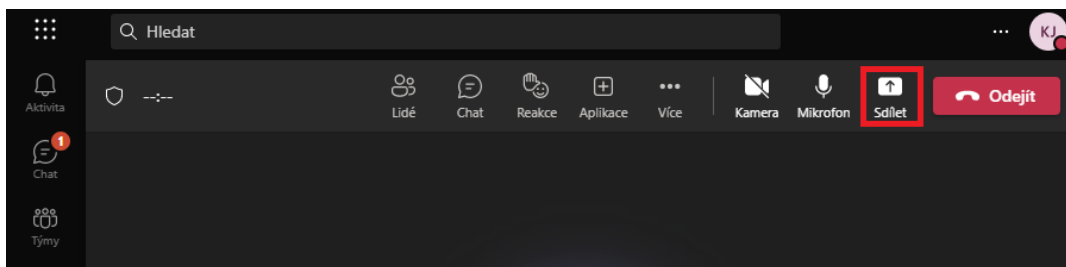 Hledat
KJ
Aktivita
--:--
Lidé
Chat
Reakce
Aplikace
Více
Kamera
Mikrofon
Sdílet
Odejít
1
Chat
Týmy